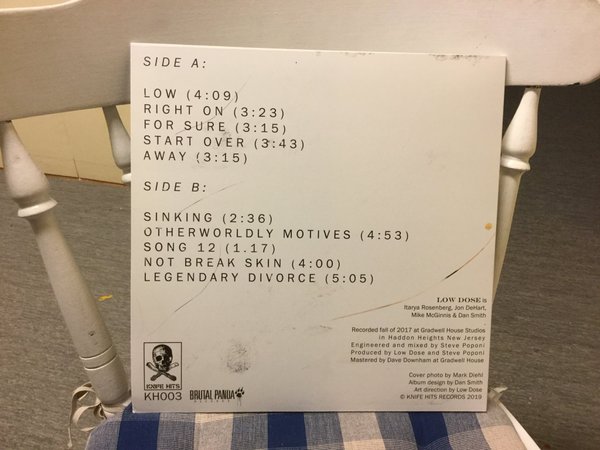 SIDE A:
LOW (4:09)
RIGHT ON (3:23)
FOR SURE (3:15)
START OVER (3:43)
AWAY (3:15)
SIDE B:
SINKING (2:36)
OTHERWORLDLY MOTIVES (4:53)
SONG 12 (1.17)
NOT BREAK SKIN (4:00)
LEGENDARY DIVORCE (5:05)
LOW DOSE is
Itarya Rosenberg, Jon DeHart,
Mike McGinnis & Dan Smith
Recorded fall of 2017 at Gradwell House Studios
in Haddon Heights New Jersey
Engineered and mixed by Steve Poponi
Produced by Low Dose and Steve Poponi
Mastered by Dave Downham at Gradwell House
Cover photo by Mark Diehl
Album design by Dan Smith
Art direction by Low Dose
© KNIFE HITS RECORDS 2019
KNIFE HITS
KH003
BRUTAL PANDA
RECORDS